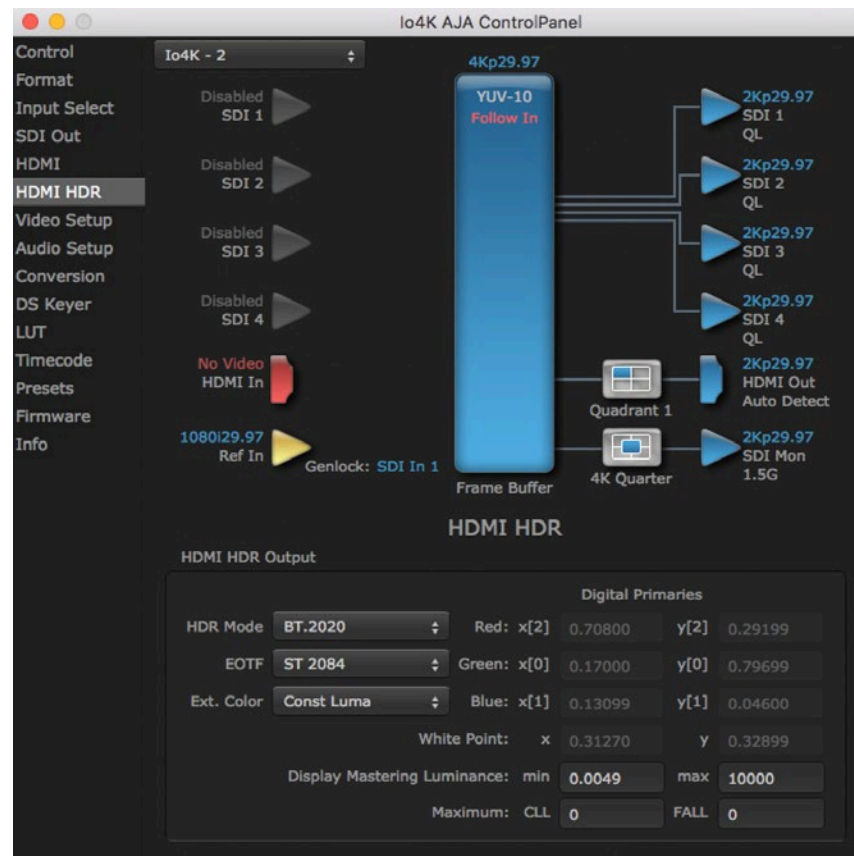 Io4K AJA ControlPanel
Control
Format
Input Select
SDI Out
HDMI
HDMI HDR
Video Setup
Audio Setup
Conversion
DS Keyer
LUT
Timecode
Presets
Firmware
Info
Io4K - 2
4Kp29.97
YUV-10
Follow In
Disabled
SDI 1
Disabled
SDI 2
Disabled
SDI 3
Disabled
SDI 4
No Video
HDMI In
1080i29.97
Ref In
Genlock: SDI In 1
Frame Buffer
2Kp29.97
SDI 1
QL
2Kp29.97
SDI 2
QL
2Kp29.97
SDI 3
QL
2Kp29.97
SDI 4
QL
Quadrant 1
2Kp29.97
HDMI Out
Auto Detect
4K Quarter
2Kp29.97
SDI Mon
1.5G
HDMI HDR
HDMI HDR Output
Digital Primaries
HDR Mode BT.2020 Red: x[2] 0.70800 y[2] 0.29199
EOTF ST 2084 Green: x[0] 0.17000 y[0] 0.79699
Ext. Color Const Luma Blue: x[1] 0.13099 y[1] 0.04600
White Point: x 0.31270 y 0.32899
Display Mastering Luminance: min 0.0049 max 10000
Maximum: CLL 0 FALL 0